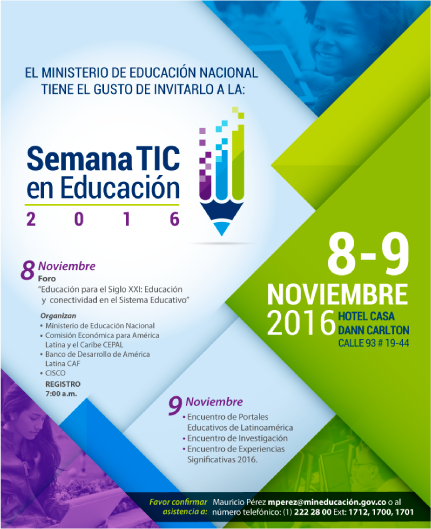 EL MINISTERIO DE EDUCACIÓN NACIONAL
TIENE EL GUSTO DE INVITARLO A LA:
Semana TIC
en Educación
2016
8 Noviembre
Foro
"Educación para el Siglo XXI: Educación
y conectividad en el Sistema Educativo"
Organizan
• Ministerio de Educación Nacional
• Comisión Económica para América
Latina y el Caribe CEPAL
• Banco de Desarrollo de América
Latina CAF
• CISCO
REGISTRO
7:00 a.m.
8-9
NOVIEMBRE
2016
HOTEL CASA
DANN CARLTON
CALLE 93 # 19-44
9 Noviembre
• Encuentro de Portales
Educativos de Latinoamérica
• Encuentro de Investigación
• Encuentro de Experiencias
Significativas 2016.
Favor confirmar
asistencia a:
Mauricio Pérez mperez@mineducación.gov.co o al
número telefónico: (1) 222 28 00 Ext: 1712, 1700, 1701